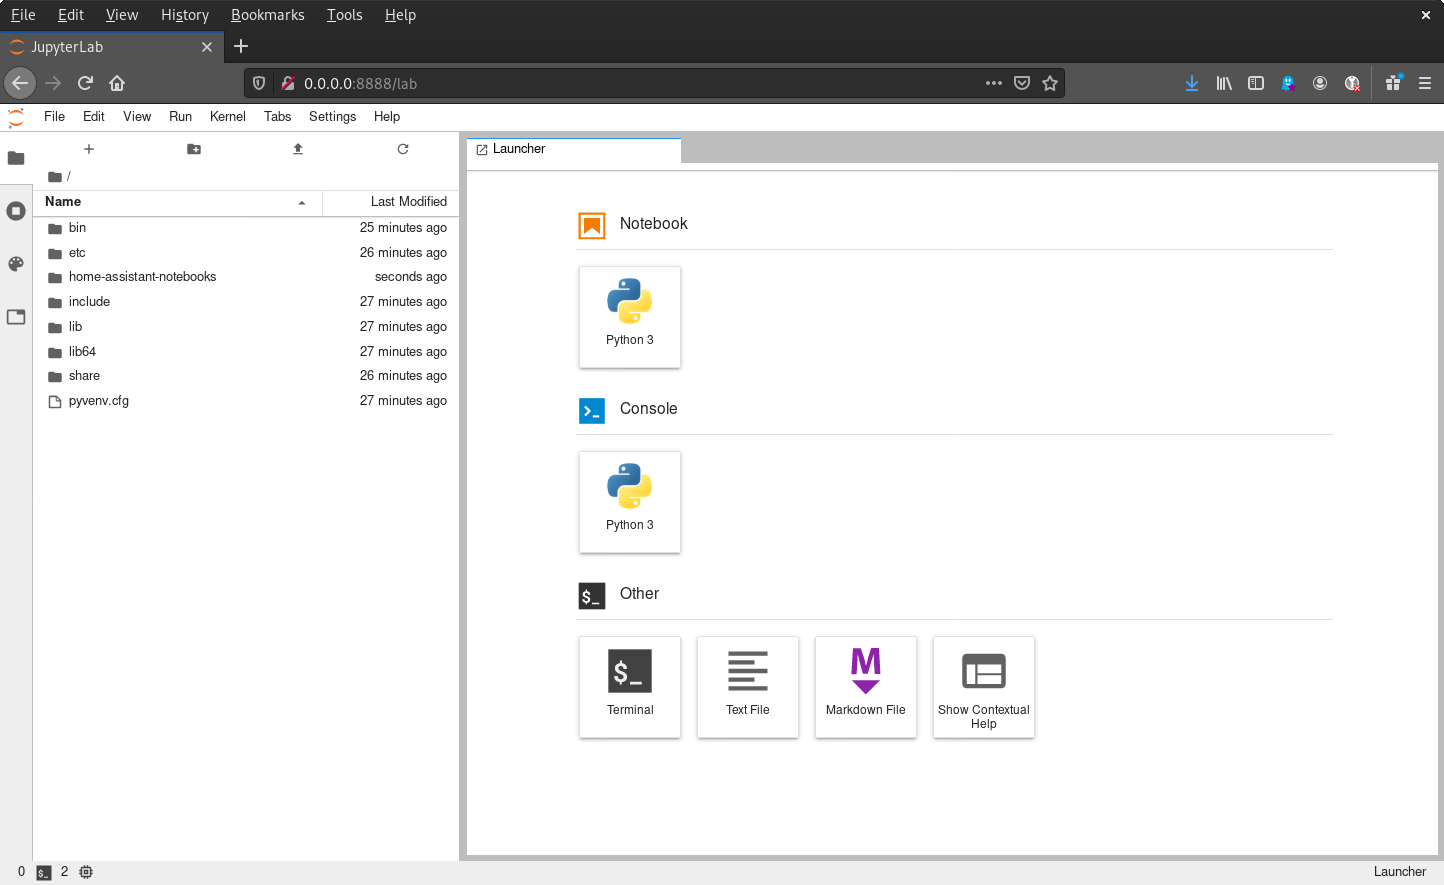 File Edit View History Bookmarks Tools Help
JupyterLab
0.0.0.0:8888/lab
File Edit View Run Kernel Tabs Settings Help
Launcher
/
Name Last Modified
bin 25 minutes ago
etc 26 minutes ago
home-assistant-notebooks seconds ago
include 27 minutes ago
lib 27 minutes ago
lib64 27 minutes ago
share 26 minutes ago
pyvenv.cfg 27 minutes ago
Notebook
Python 3
Console
Python 3
$_ Other
$_
M
Terminal Text File Markdown File Show Contextual
Help
0 $_ 2 Launcher